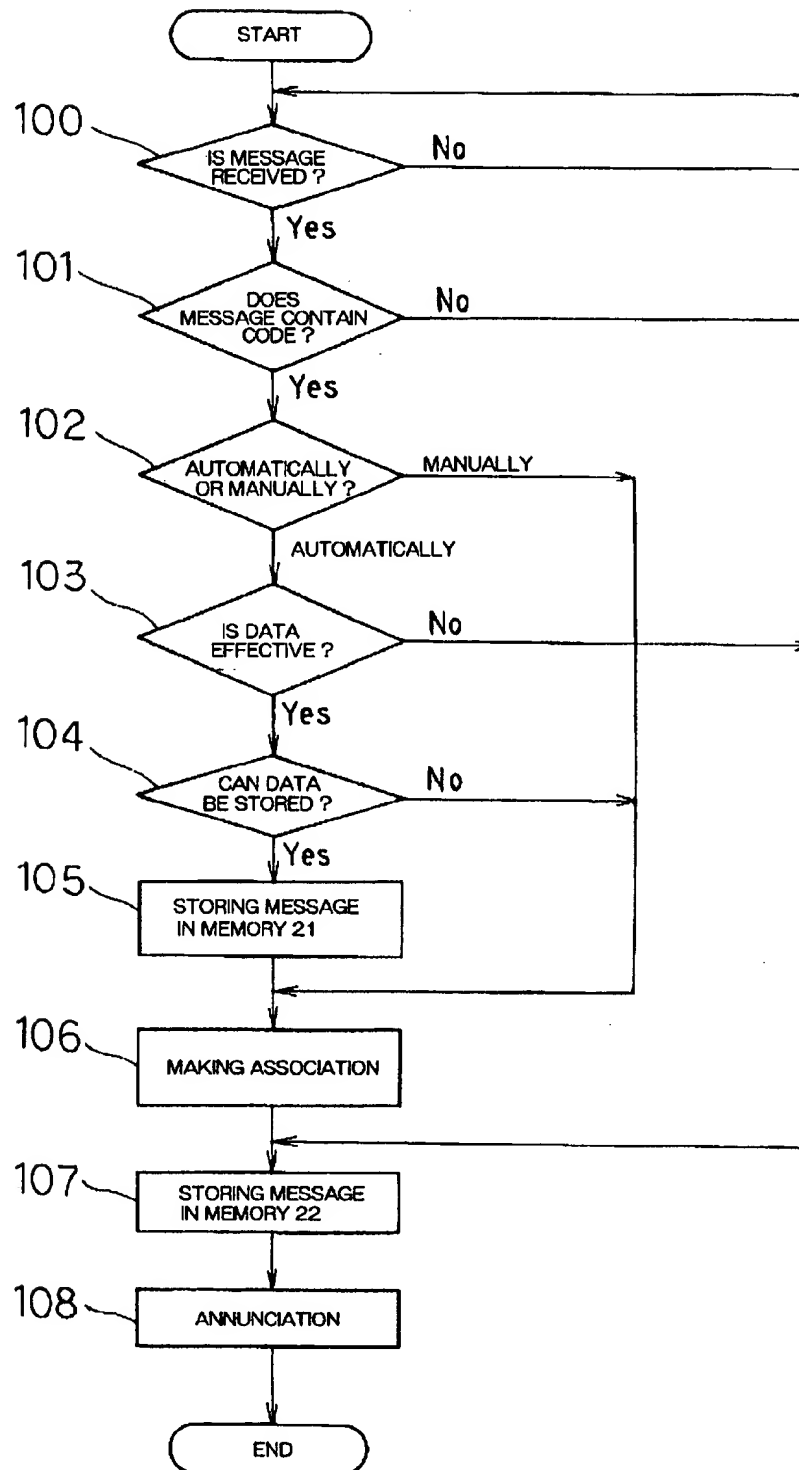 START
100
IS MESSAGE
RECEIVED ?
No
Yes
101
DOES
MESSAGE CONTAIN
CODE ?
No
Yes
102
AUTOMATICALLY
OR MANUALLY ?
MANUALLY
AUTOMATICALLY
103
IS DATA
EFFECTIVE ?
No
Yes
104
CAN DATA
BE STORED ?
No
Yes
105
STORING MESSAGE
IN MEMORY 21
106
MAKING ASSOCIATION
107
STORING MESSAGE
IN MEMORY 22
108
ANNUNCIATION
END